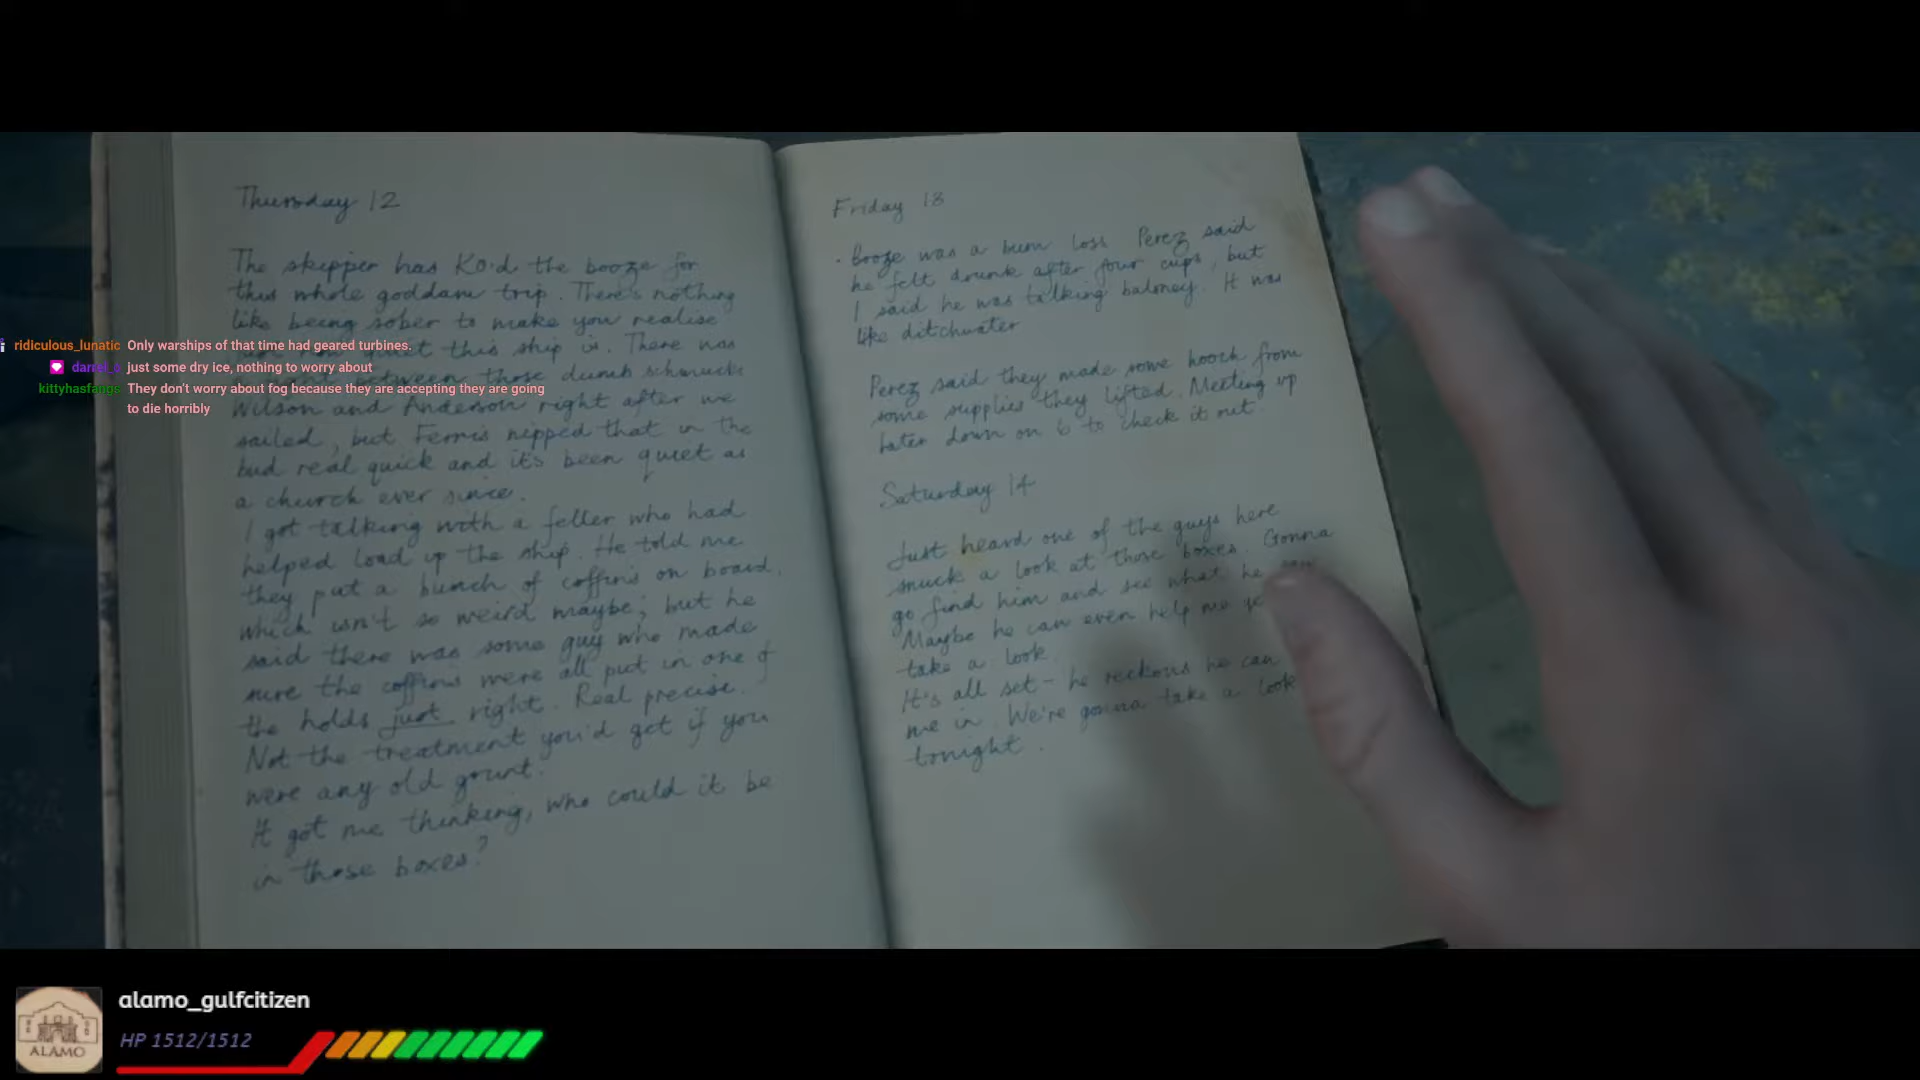 Thursday 12
The skipper has KO'd the booze for
this whole goddam trip. There's nothing
like being sober to make you realise
just how quiet this ship is. There was
a fight between those dumb schmucks
Wilson and Anderson right after we
sailed, but Ferris nipped that in the
bud real quick and it's been quiet as
a church ever since.
I got talking with a feller who had
helped load up the ship. He told me
they put a bunch of coffins on board,
which isn't so weird maybe, but he
said there was some guy who made
sure the coffins were all put in one of
the holds just right. Real precise.
Not the treatment you'd get if you
were any old grunt.
It got me thinking, who could it be
in those boxes?
Friday 13
Booze was a bum loss Perez said
he felt drunk after four cups, but
I said he was talking baloney. It was
like ditchwater
Perez said they made some hooch from
some supplies they lifted. Meeting up
later down on 6 to check it out
Saturday 14
Just heard one of the guys here
snuck a look at those boxes. Gonna
go find him and see what he saw
Maybe he can even help me
take a look
It's all set - he reckons he can
me in. We're gonna take a look
tonight.
ridiculous_lunatic Only warships of that time had geared turbines.
just some dry ice, nothing to worry about
kittyhasfangs They don't worry about fog because they are accepting they are going
to die horribly
alamo_gulfcitizen
HP 1512/1512
ALAMO